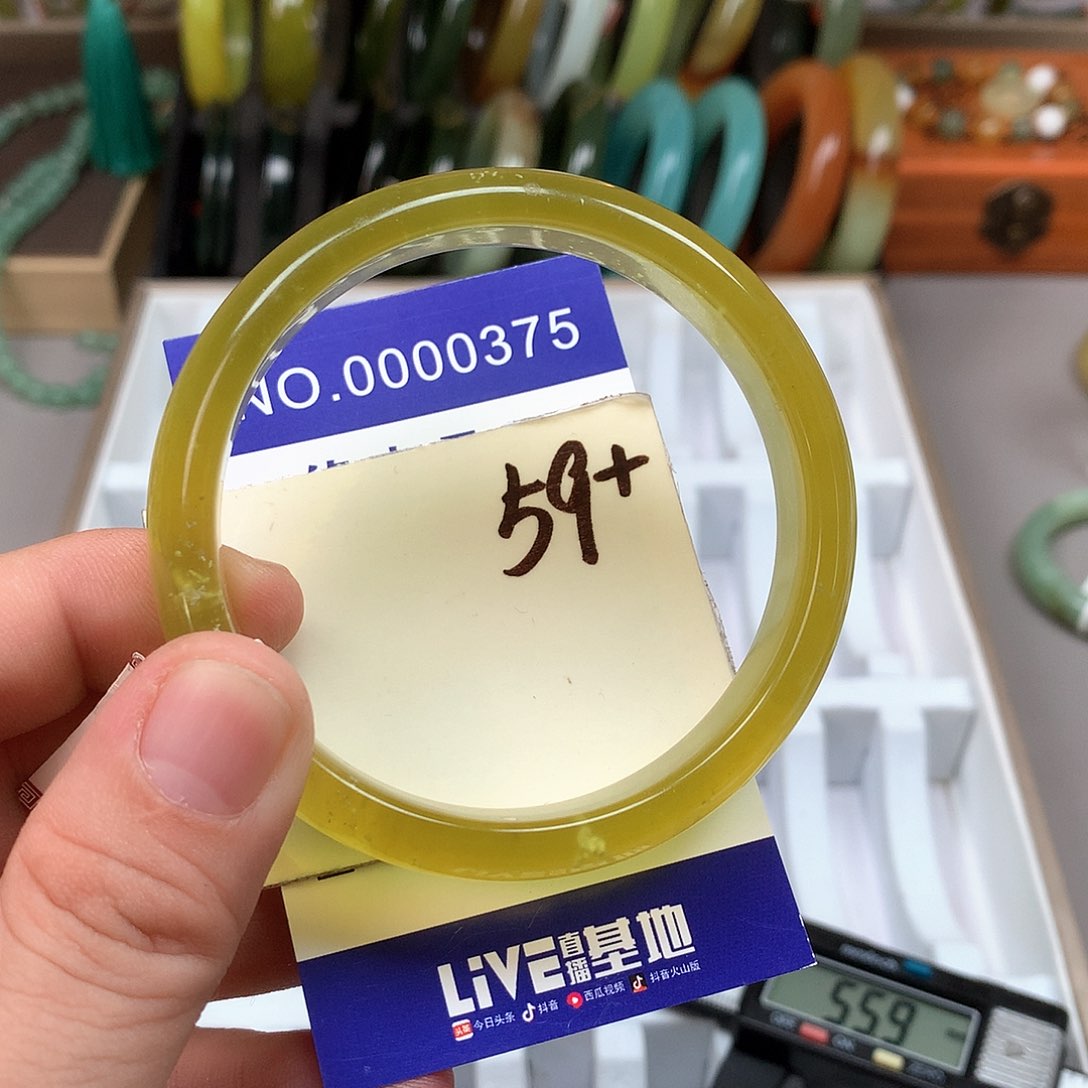 NO.0000375
59+
LiVE直播基地
今日头条 抖音 西瓜视频 抖音火山版
559